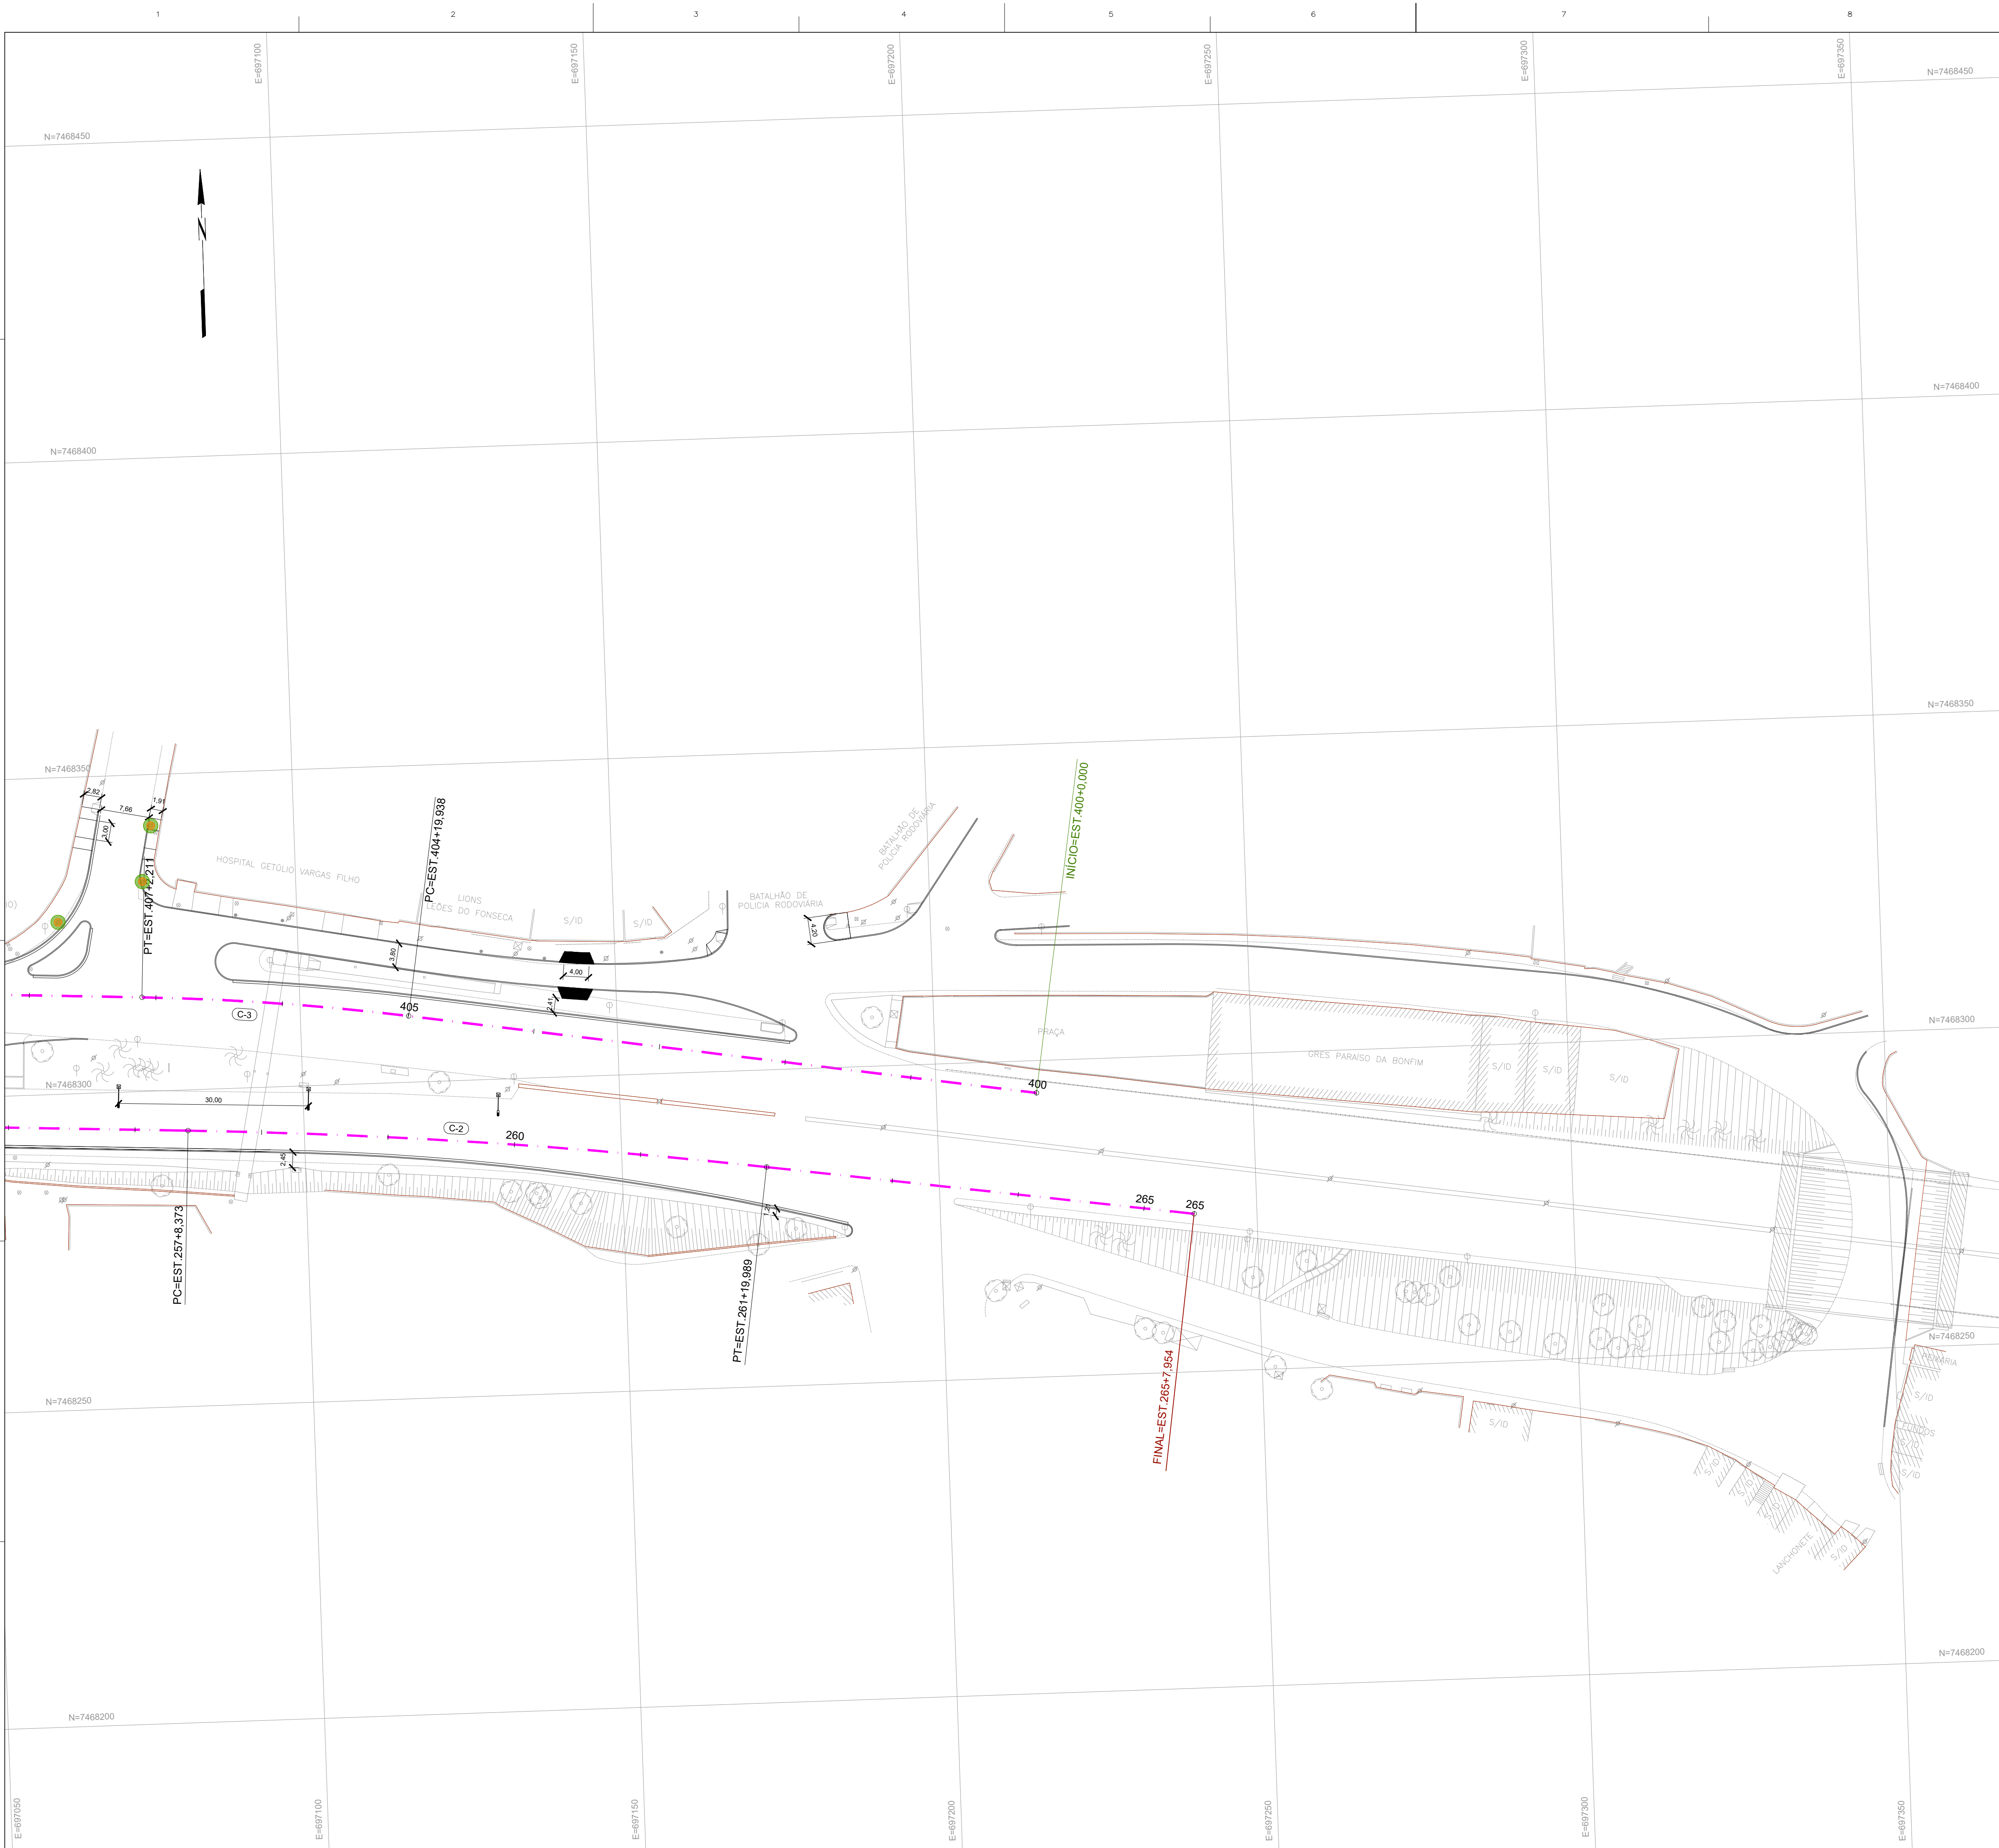 1
2
3
4
5
6
7
8
E=697100
E=697150
E=697200
E=697250
E=697300
E=697350
N=7468450
N=7468450
N
N=7468400
N=7468400
N=7468350
N=7468350
2,82
7,66
1,91
3,00
PT=EST.407+2,211
HOSPITAL GETÚLIO VARGAS FILHO
PC=EST.404+19,938
LIONS
LEÕES DO FONSECA
S/ID
S/ID
BATALHÃO DE
POLICIA RODOVIÁRIA
BATALHÃO DE
POLICIA RODOVIÁRIA
INÍCIO=EST.400+0,000
4,20
3,80
4,00
2,41
C-3
405
N=7468300
PRAÇA
GRES PARAÍSO DA BONFIM
S/ID
S/ID
S/ID
400
N=7468300
30,00
C-2
260
2,45
PC=EST.257+8,373
PT=EST.261+19,989
265
265
FINAL=EST.265+7,954
N=7468250
N=7468250
PEIXARIA
S/ID
S/ID
S/ID
S/ID
S/ID
S/ID
S/ID
S/ID
LANCHONETE
N=7468200
N=7468200
E=697050
E=697100
E=697150
E=697200
E=697250
E=697300
E=697350